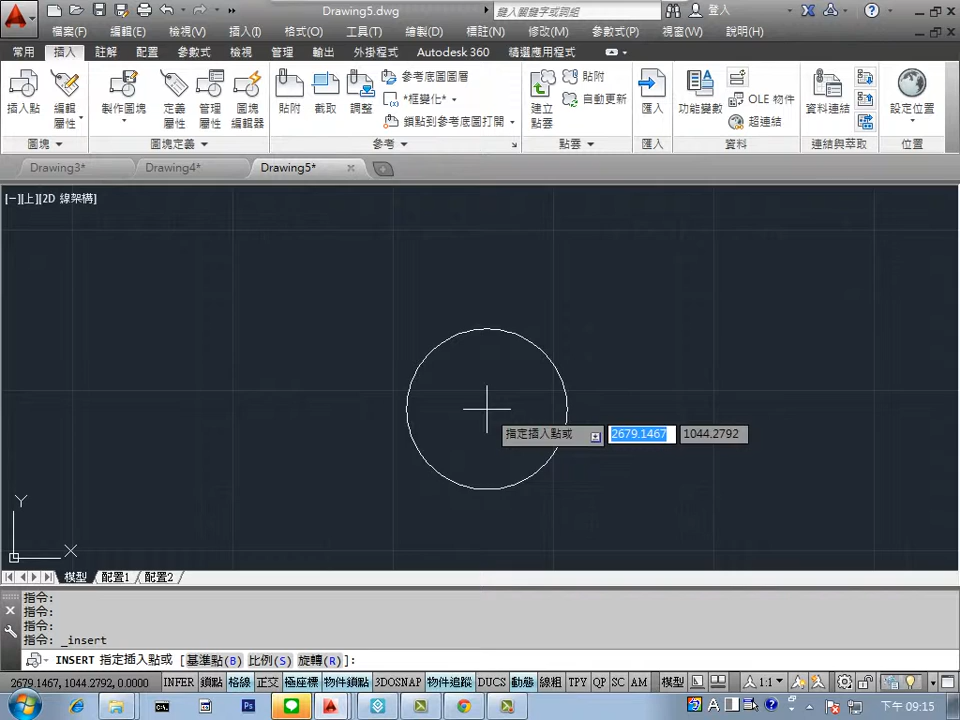 Drawing5.dwg
鍵入關鍵字或片語
登入
檔案(F)
編輯(E)
檢視(V)
插入(I)
格式(O)
工具(T)
繪製(D)
標註(N)
修改(M)
參數式(P)
視窗(W)
說明(H)
常用
插入
註解
配置
參數式
檢視
管理
輸出
外掛程式
Autodesk 360
精選應用程式
插入點
編輯
屬性
製作圖塊
定義
屬性
管理
屬性
圖塊
編輯器
貼附
截取
調整
參考底圖圖層
*框變化*
鎖點到參考底圖打開
建立
點雲
貼附
自動更新
匯入
功能變數
OLE 物件
超連結
資料連結
設定位置
圖塊
圖塊定義
參考
點雲
匯入
資料
連結與萃取
位置
Drawing3*
Drawing4*
Drawing5*
[−][上][2D 線架構]
指定插入點或
2679.1467
1044.2792
Y
X
模型
配置1
配置2
指令:
指令:
指令:
指令: _insert
INSERT 指定插入點或 [基準點(B) 比例(S) 旋轉(R)]:
2679.1467, 1044.2792, 0.0000
INFER
鎖點
格線
正交
極座標
物件鎖點
3DOSNAP
物件追蹤
DUCS
動態
線粗
TPY
QP
SC
AM
模型
1:1
下午 09:15